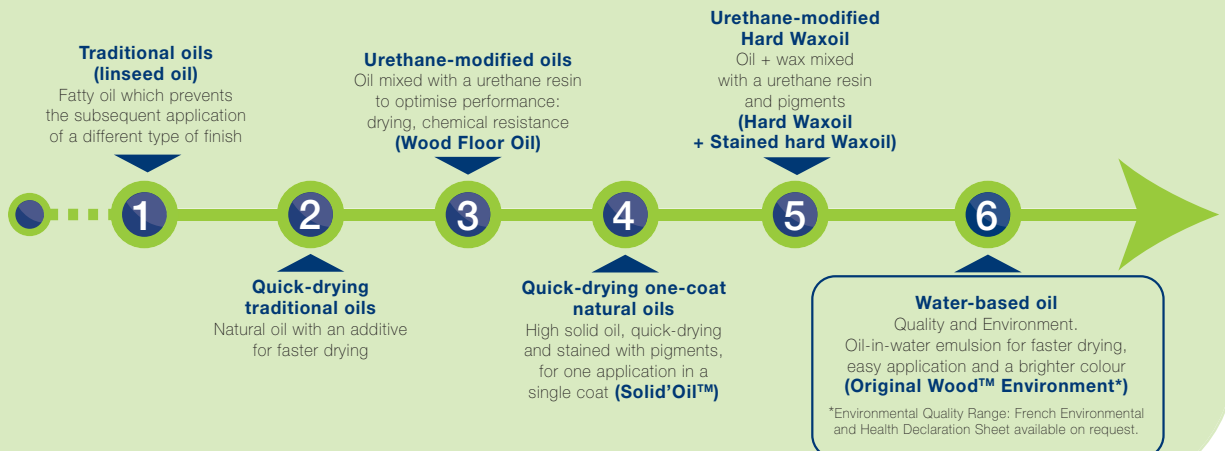 Traditional oils
(linseed oil)
Fatty oil which prevents
the subsequent application
of a different type of finish
1
Quick-drying
traditional oils
Natural oil with an additive
for faster drying
2
Urethane-modified oils
Oil mixed with a urethane resin
to optimise performance:
drying, chemical resistance
(Wood Floor Oil)
3
Quick-drying one-coat
natural oils
High solid oil, quick-drying
and stained with pigments,
for one application in a
single coat (Solid'Oil™)
4
Urethane-modified
Hard Waxoil
Oil + wax mixed
with a urethane resin
and pigments
(Hard Waxoil
+ Stained hard Waxoil)
5
6
Water-based oil
Quality and Environment.
Oil-in-water emulsion for faster drying,
easy application and a brighter colour
(Original Wood™ Environment*)
*Environmental Quality Range: French Environmental
and Health Declaration Sheet available on request.